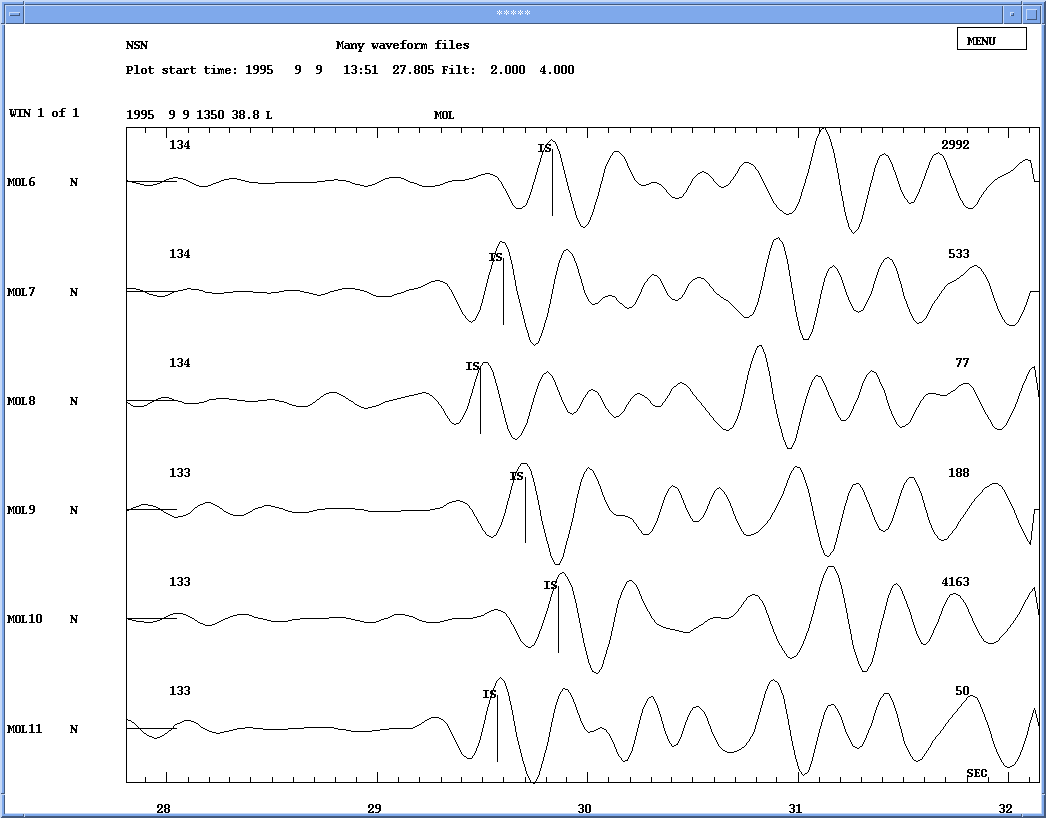 *****
MENU
NSN Many waveform files
Plot start time: 1995 9 9 13:51 27.805 Filt: 2.000 4.000
WIN 1 of 1 1995 9 9 1350 38.8 L MOL
134 IS 2992
MOL6 N
134 IS 533
MOL7 N
134 IS 77
MOL8 N
133 IS 188
MOL9 N
133 IS 4163
MOL10 N
133 IS 50
MOL11 N
SEC
28 29 30 31 32